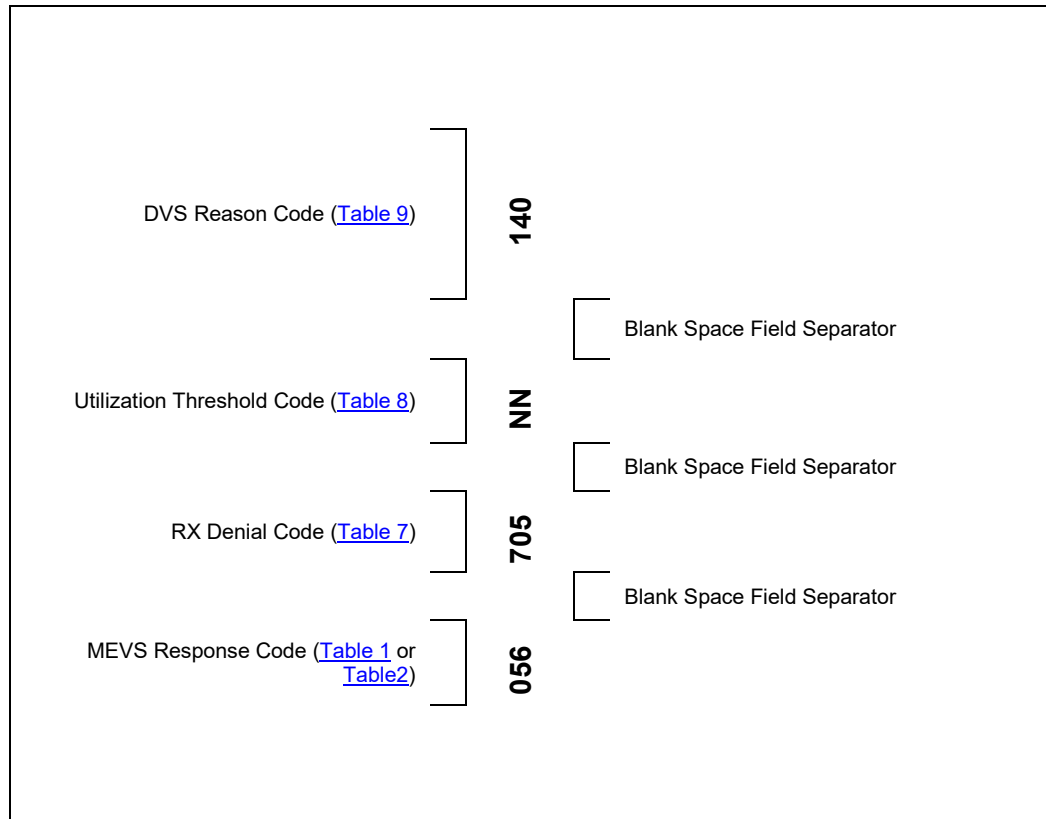 DVS Reason Code (Table 9)
140
Blank Space Field Separator
Utilization Threshold Code (Table 8)
NN
Blank Space Field Separator
RX Denial Code (Table 7)
705
Blank Space Field Separator
MEVS Response Code (Table 1 or
Table2)
056